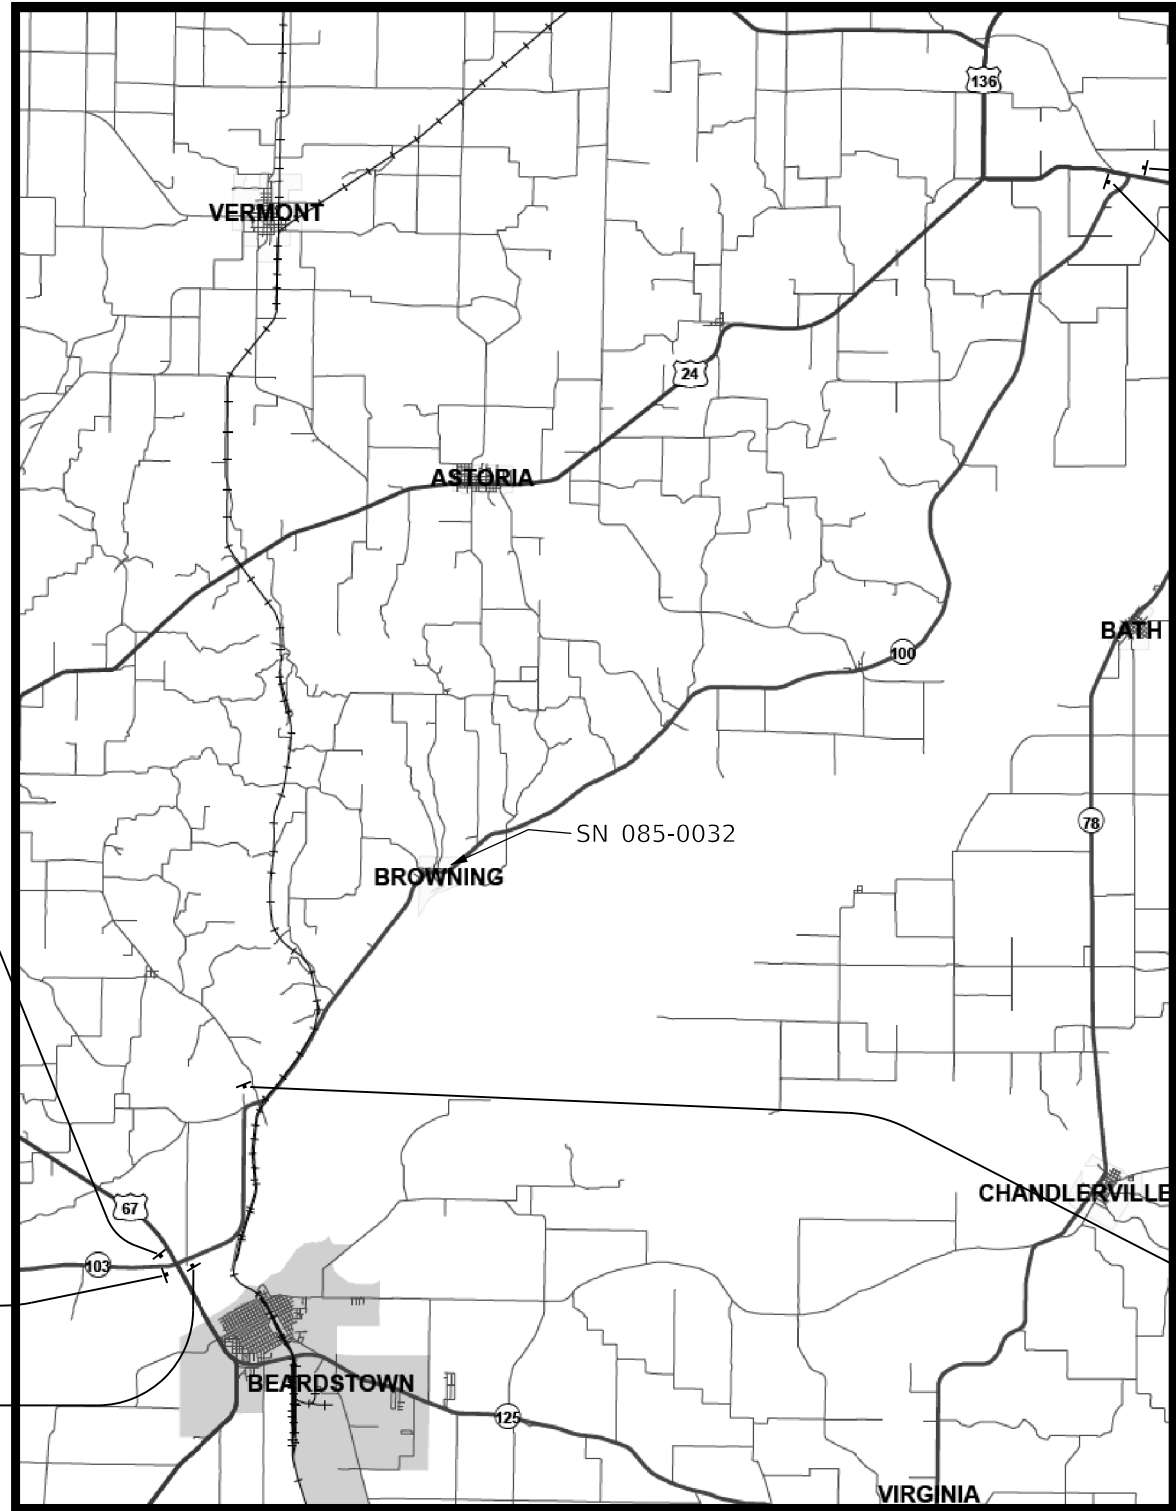 136
VERMONT
24
ASTORIA
BATH
100
78
SN 085-0032
BROWNING
CHANDLERVILLE
67
103
BEARDSTOWN
125
VIRGINIA